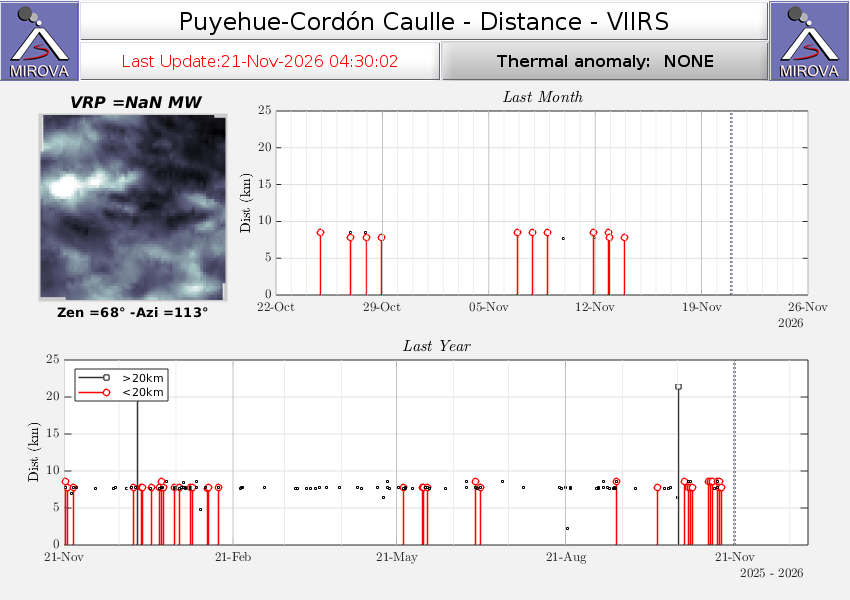 Puyehue-Cordón Caulle - Distance - VIIRS
MIROVA
Last Update:21-Nov-2026 04:30:02
Thermal anomaly: NONE
MIROVA
VRP =NaN MW
Zen =68° -Azi =113°
Last Month
Dist (km)
25
20
15
10
5
0
22-Oct
29-Oct
05-Nov
12-Nov
19-Nov
26-Nov
2026
Last Year
Dist (km)
25
20
15
10
5
0
>20km
<20km
21-Nov
21-Feb
21-May
21-Aug
21-Nov
2025 - 2026